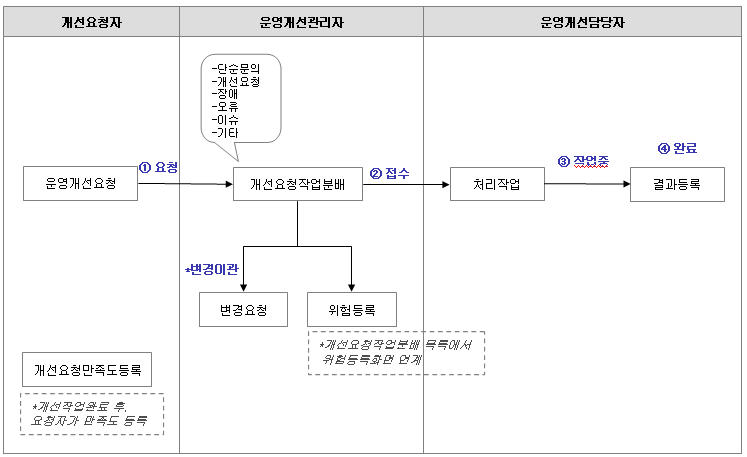 개선요청자
운영개선관리자
운영개선담당자
-단순문의
-개선요청
-장애
-오류
-이슈
-기타
① 요청
② 접수
③ 작업중
④ 완료
운영개선요청
개선요청작업분배
처리작업
결과등록
*변경이관
변경요청
위험등록
*개선요청작업분배 목록에서
위험등록화면 연계
개선요청만족도등록
*개선작업완료 후,
요청자가 만족도 등록